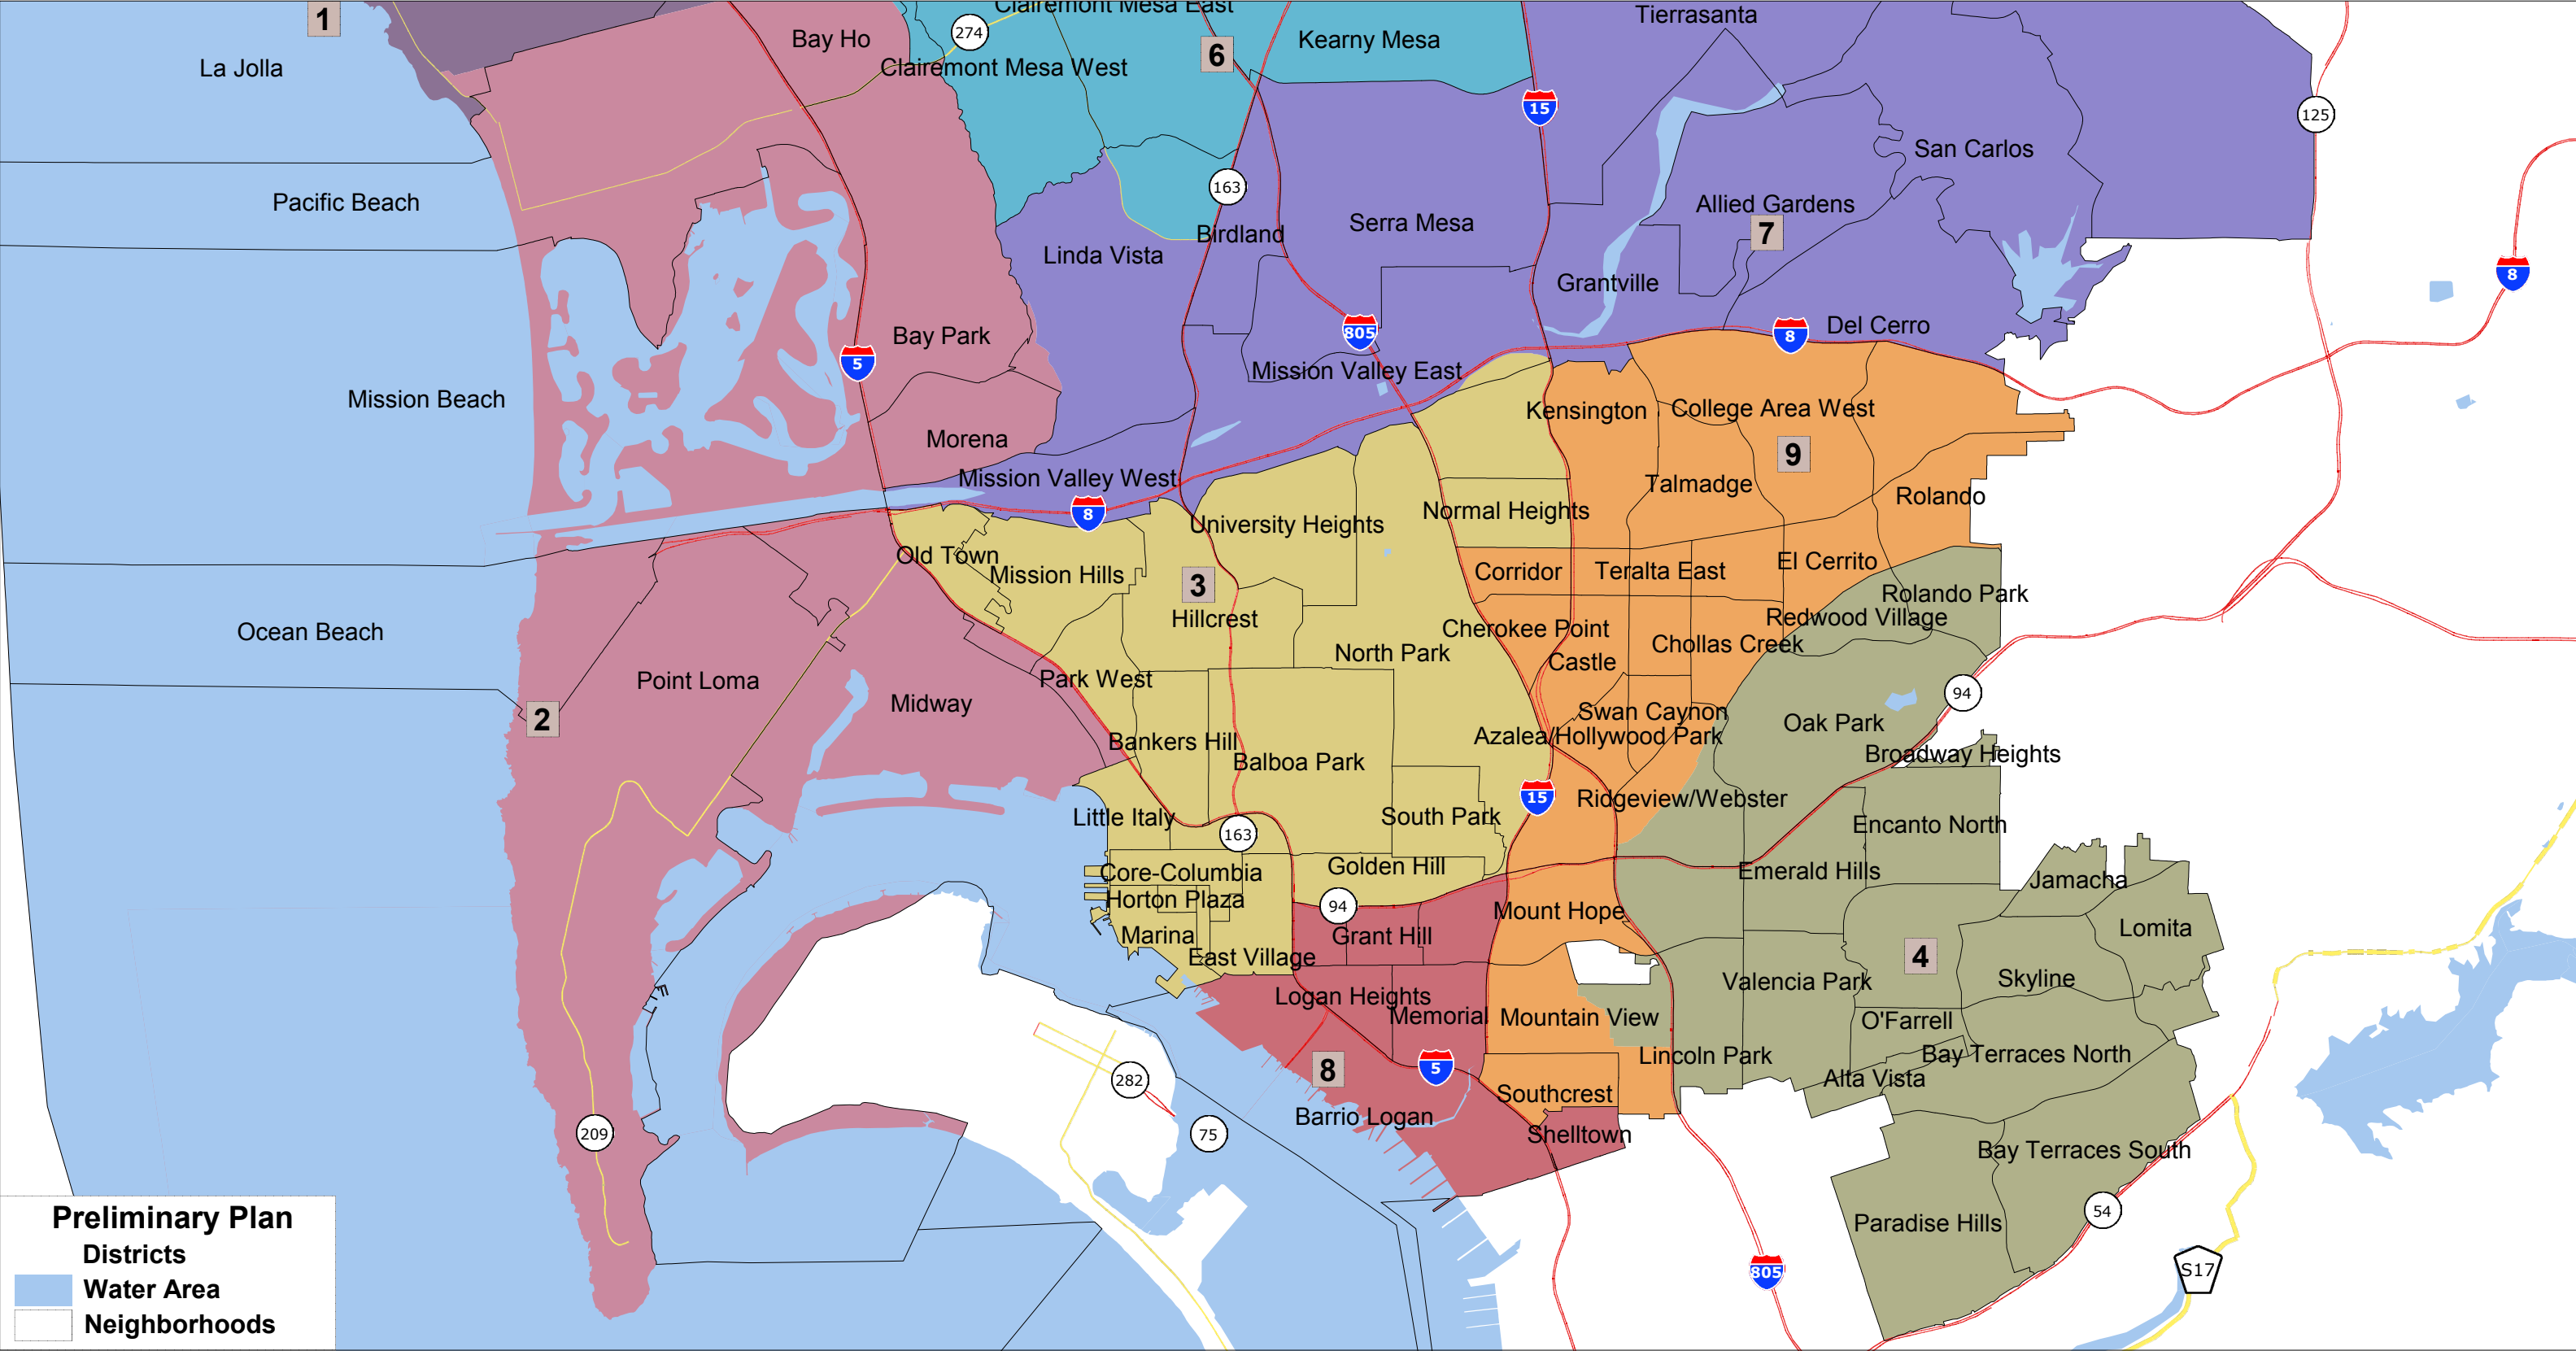 Clairemont Mesa East
1
Tierrasanta
274
Bay Ho
6
Kearny Mesa
La Jolla
Clairemont Mesa West
15
125
San Carlos
163
Pacific Beach
Allied Gardens
Birdland
Serra Mesa
7
Linda Vista
Grantville
8
805
Bay Park
8
Del Cerro
5
Mission Valley East
Mission Beach
Kensington
College Area West
Morena
9
Mission Valley West
Talmadge
Rolando
8
University Heights
Normal Heights
Old Town
Mission Hills
Corridor
Teralta East
El Cerrito
3
Rolando Park
Hillcrest
Redwood Village
Ocean Beach
Cherokee Point
Chollas Creek
North Park
Castle
Point Loma
Park West
94
Midway
2
Swan Caynon
Oak Park
Azalea/Hollywood Park
Bankers Hill
Broadway Heights
Balboa Park
15
Ridgeview/Webster
Little Italy
South Park
Encanto North
163
Golden Hill
Core-Columbia
Emerald Hills
Jamacha
Horton Plaza
94
Mount Hope
Marina
Grant Hill
Lomita
East Village
4
Valencia Park
Skyline
Logan Heights
Memorial
Mountain View
O'Farrell
Lincoln Park
Bay Terraces North
8
5
282
Alta Vista
Southcrest
Barrio Logan
209
75
Shelltown
Bay Terraces South
54
Paradise Hills
805
S17
Preliminary Plan
Districts
Water Area
Neighborhoods